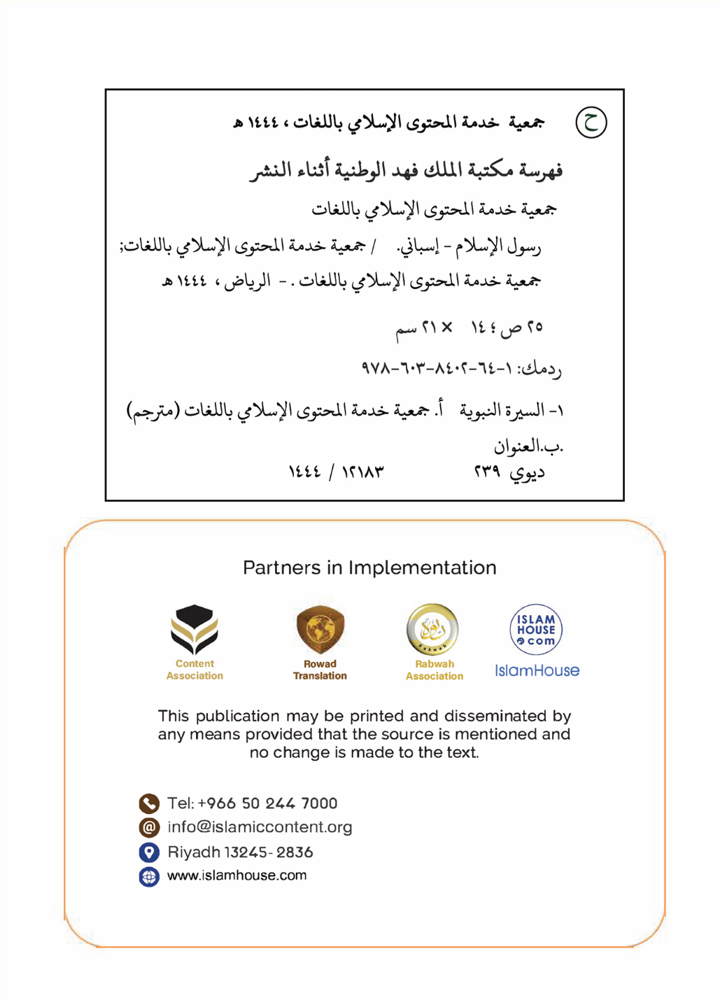 ح
جمعية خدمة المحتوى الإسلامي باللغات ، ١٤٤٤ هـ
فهرسة مكتبة الملك فهد الوطنية أثناء النشر
جمعية خدمة المحتوى الإسلامي باللغات
رسول الإسلام - إسباني. / جمعية خدمة المحتوى الإسلامي باللغات;
جمعية خدمة المحتوى الإسلامي باللغات . - الرياض ، ١٤٤٤ هـ
٢٥ ص ؛ ١٤ × ٢١ سم
ردمك: ١-٦٤-٨٤٠٢-٦٠٣-٩٧٨
١- السيرة النبوية أ. جمعية خدمة المحتوى الإسلامي باللغات (مترجم)
.ب.العنوان
ديوي ٢٣٩ ١٢١٨٣ / ١٤٤٤
Partners in Implementation
Content
Association
Rowad
Translation
Rabwah
Rabwah
Association
ISLAM
HOUSE
com
IslamHouse
This publication may be printed and disseminated by
any means provided that the source is mentioned and
no change is made to the text.
Tel: +966 50 244 7000
info@islamiccontent.org
Riyadh 13245- 2836
www.islamhouse.com